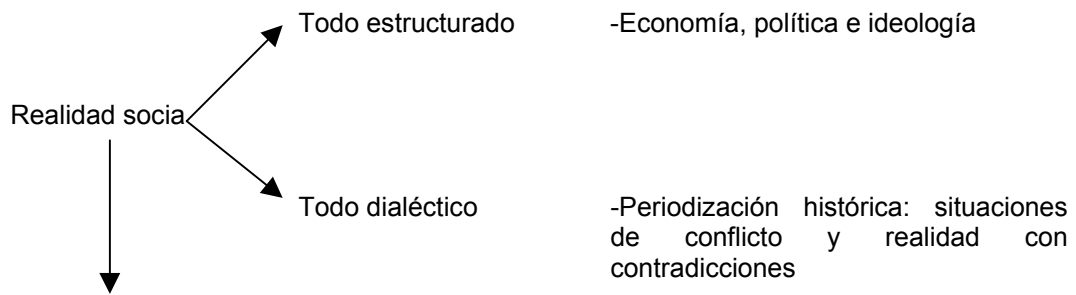 Todo estructurado
-Economía, política e ideología
Realidad socia
Todo dialéctico
-Periodización histórica: situaciones
de conflicto y realidad con
contradicciones